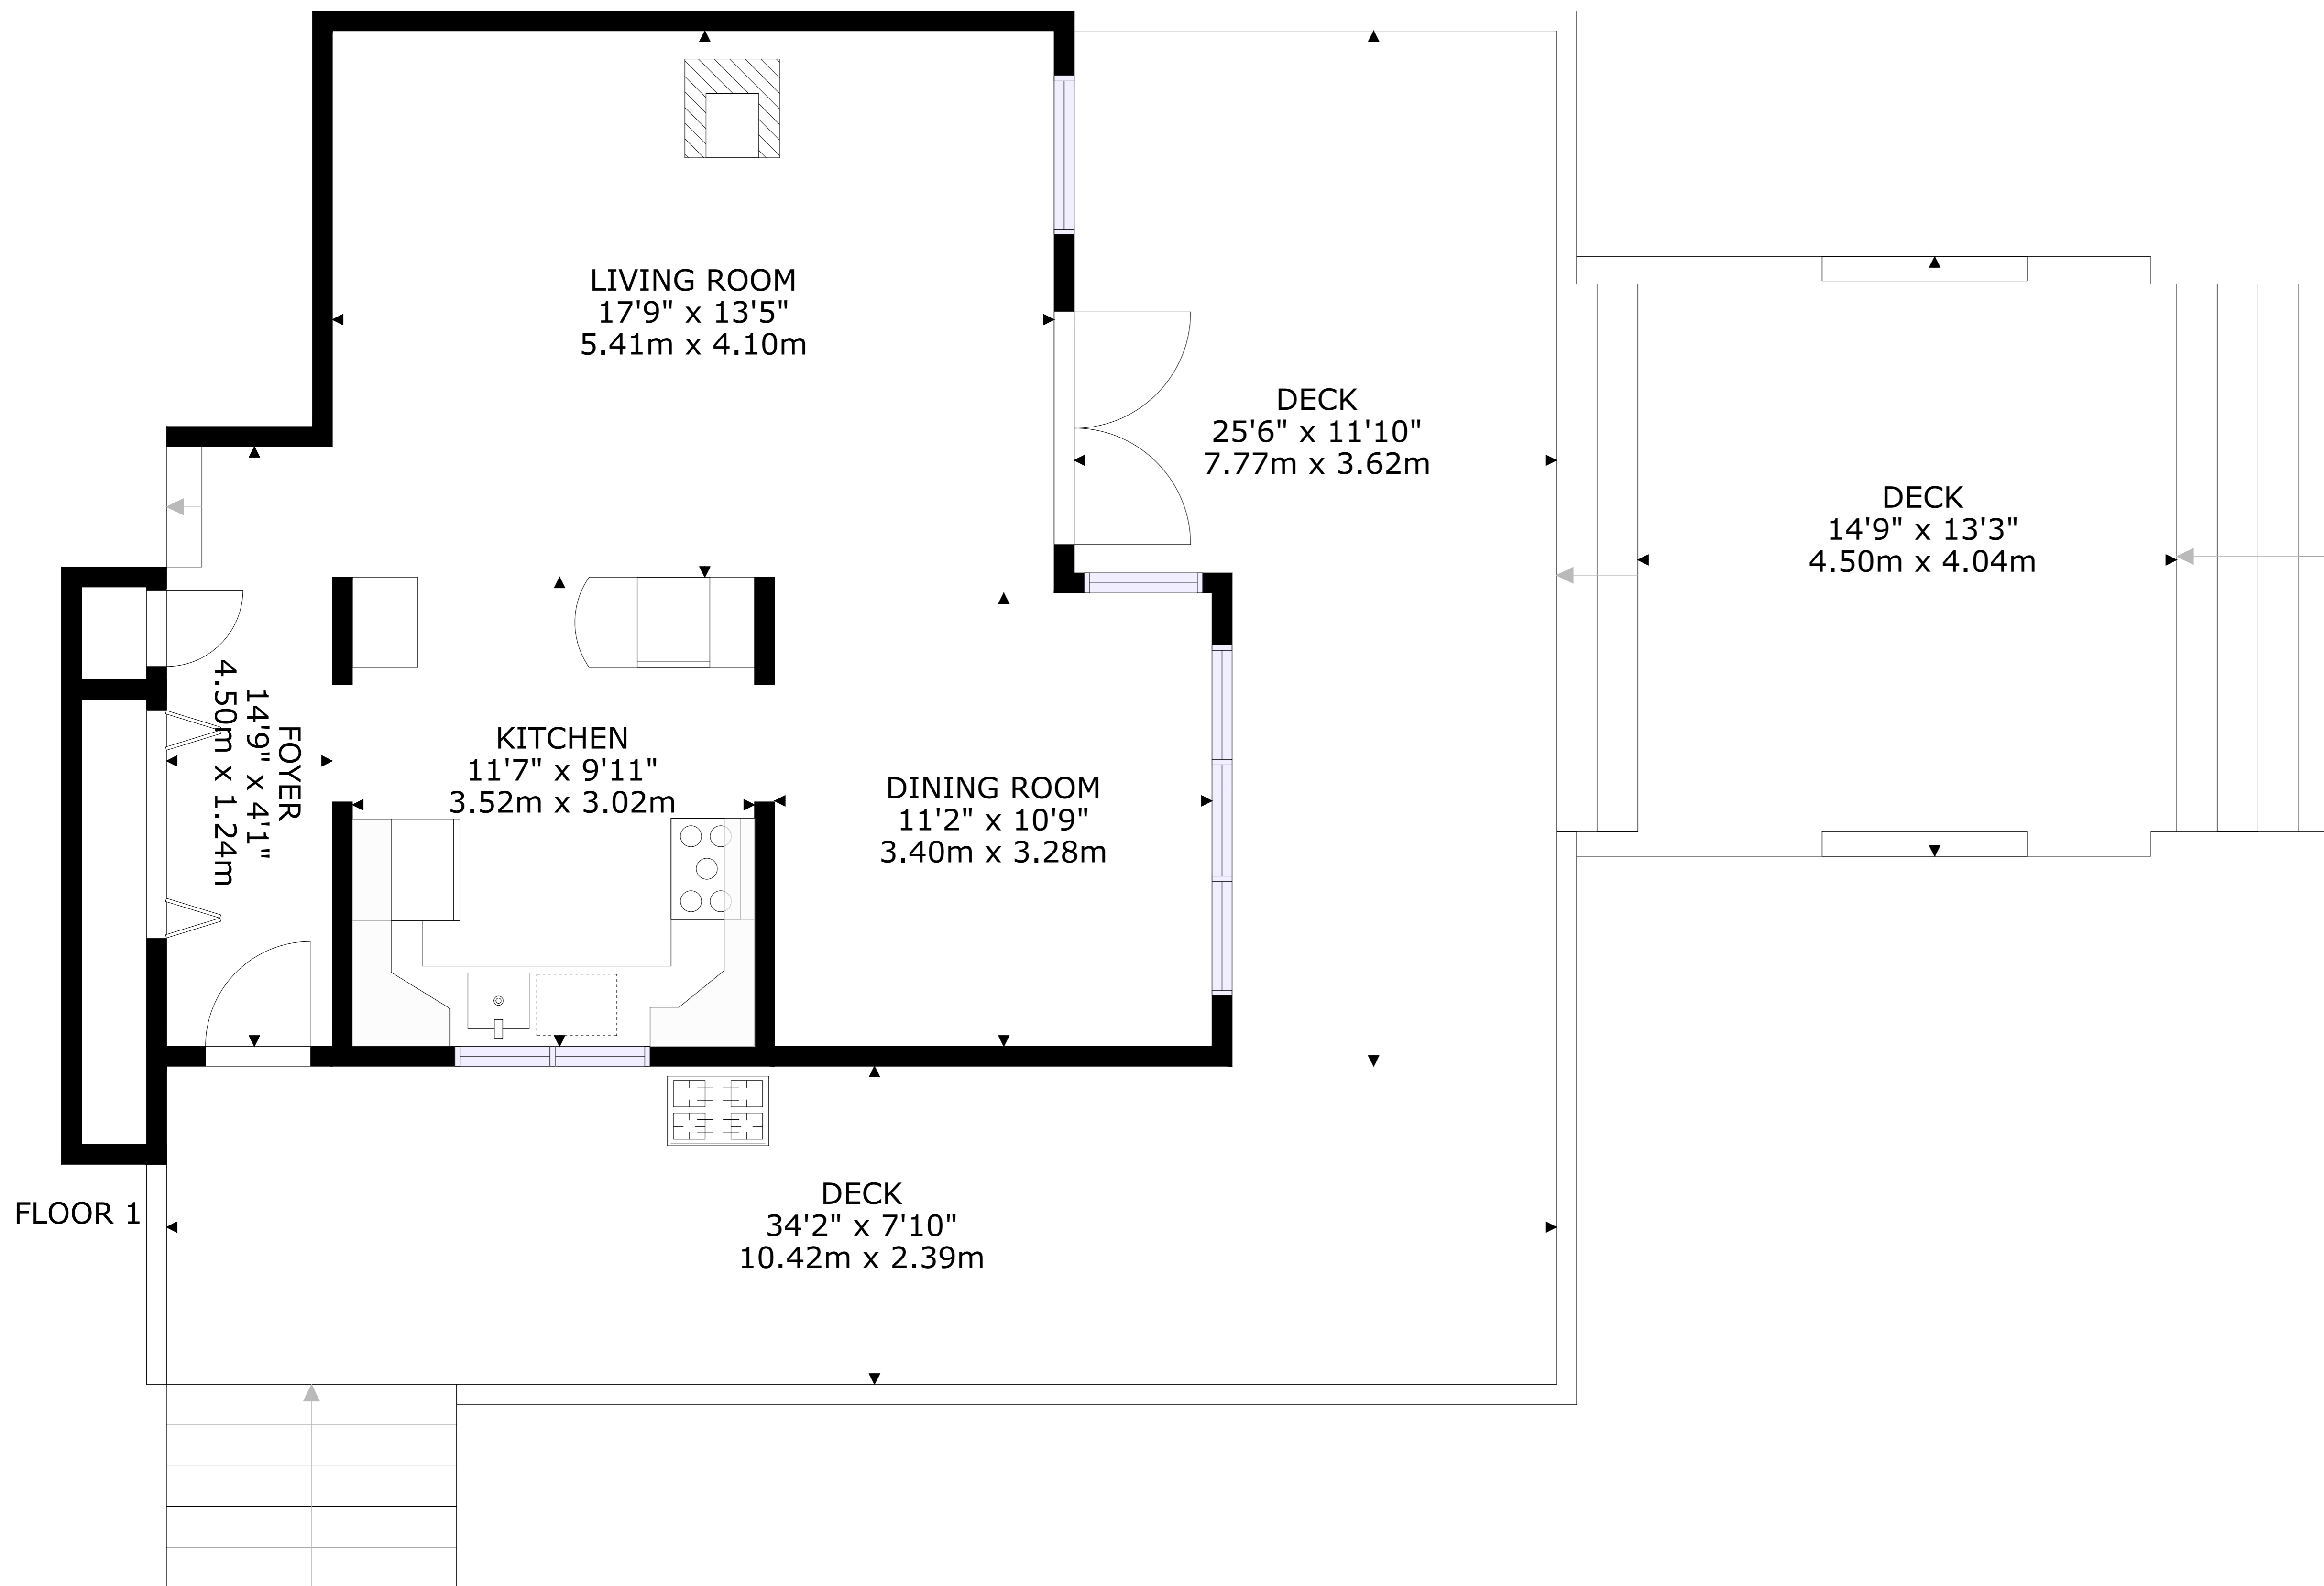 LIVING ROOM
17'9" x 13'5"
5.41m x 4.10m
DECK
25'6" x 11'10"
7.77m x 3.62m
DECK
14'9" x 13'3"
4.50m x 4.04m
FOYER
14'9" x 4'1"
4.50m x 1.24m
KITCHEN
11'7" x 9'11"
3.52m x 3.02m
DINING ROOM
11'2" x 10'9"
3.40m x 3.28m
DECK
34'2" x 7'10"
10.42m x 2.39m
FLOOR 1